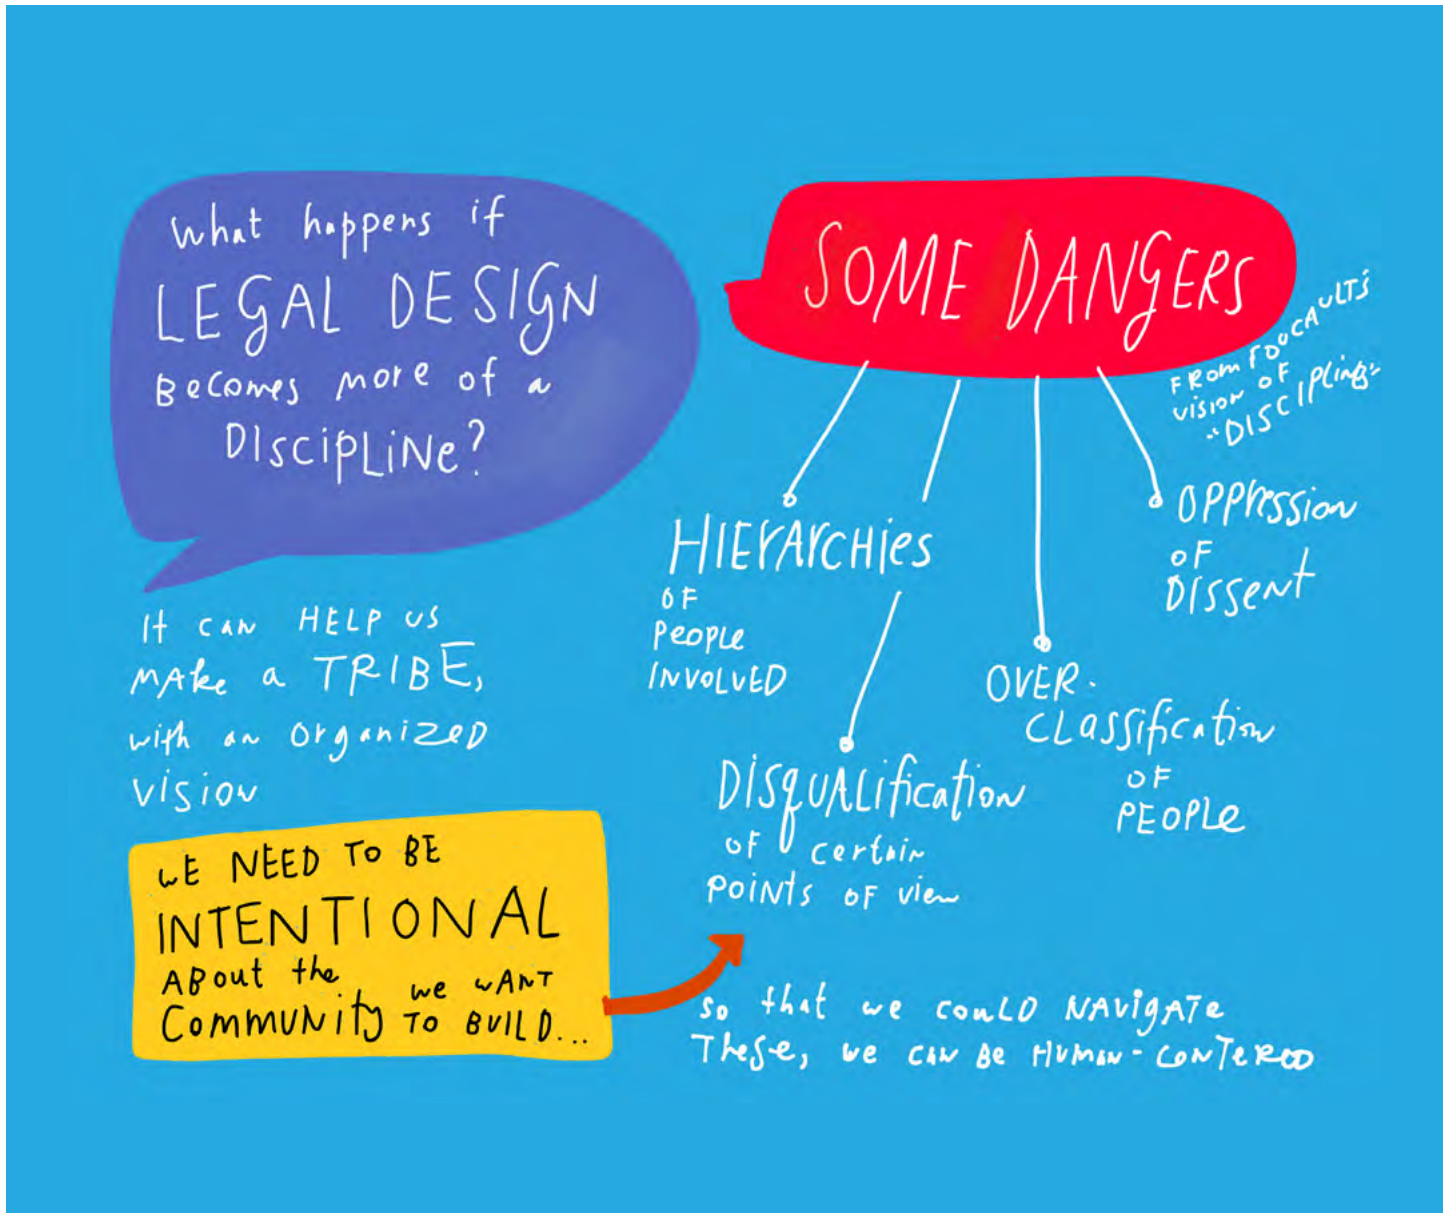 What happens if
LEGAL DESIGN
Becomes more of a
DISCIPLINE?
It can HELP us
make a TRIBE,
with an organized
vision
WE NEED TO BE
INTENTIONAL
ABout the
Community we WANT
TO BUILD...
SOME DANGERS
FROM FOUCAULTS
VISION OF
"DISCIPLINES"
HIErArCHies
OF
People
INVOLVED
DISqUALification
OF certain
Points OF view
OVER-
CLassification
OF
PEOPLe
OPPression
OF
Dissent
so that we couLD NAVigATe
These, we can Be Human-conTereD